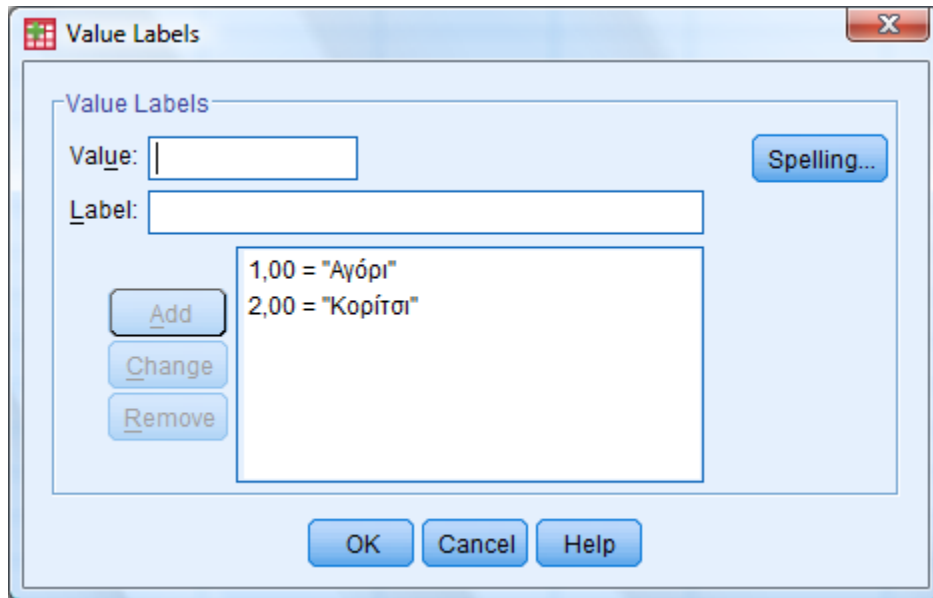 Value Labels
Value Labels
Value:
Spelling...
Label:
1,00 = "Αγόρι"
2,00 = "Κορίτσι"
Add
Change
Remove
OK Cancel Help